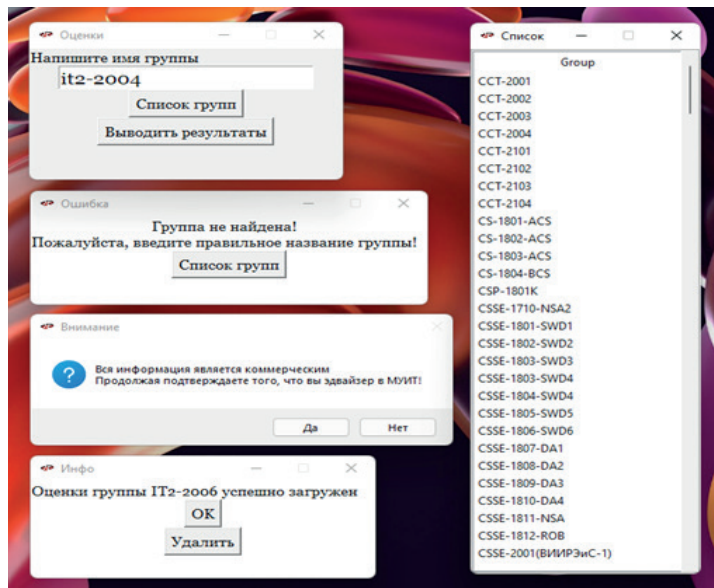 Оценки
Напишите имя группы
it2-2004
Список групп
Выводить результаты
Ошибка
Группа не найдена!
Пожалуйста, введите правильное название группы!
Список групп
Внимание
Вся информация является коммерческим
Продолжая подтверждаете того, что вы эдвайзер в МУИТ!
Да
Нет
Инфо
Оценки группы IT2-2006 успешно загружен
OK
Удалить
Список
Group
CCT-2001
CCT-2002
CCT-2003
CCT-2004
CCT-2101
CCT-2102
CCT-2103
CCT-2104
CS-1801-ACS
CS-1802-ACS
CS-1803-ACS
CS-1804-BCS
CSP-1801K
CSSE-1710-NSA2
CSSE-1801-SWD1
CSSE-1802-SWD2
CSSE-1803-SWD3
CSSE-1803-SWD4
CSSE-1804-SWD4
CSSE-1805-SWD5
CSSE-1806-SWD6
CSSE-1807-DA1
CSSE-1808-DA2
CSSE-1809-DA3
CSSE-1810-DA4
CSSE-1811-NSA
CSSE-1812-ROB
CSSE-2001(ВИИРЭиС-1)